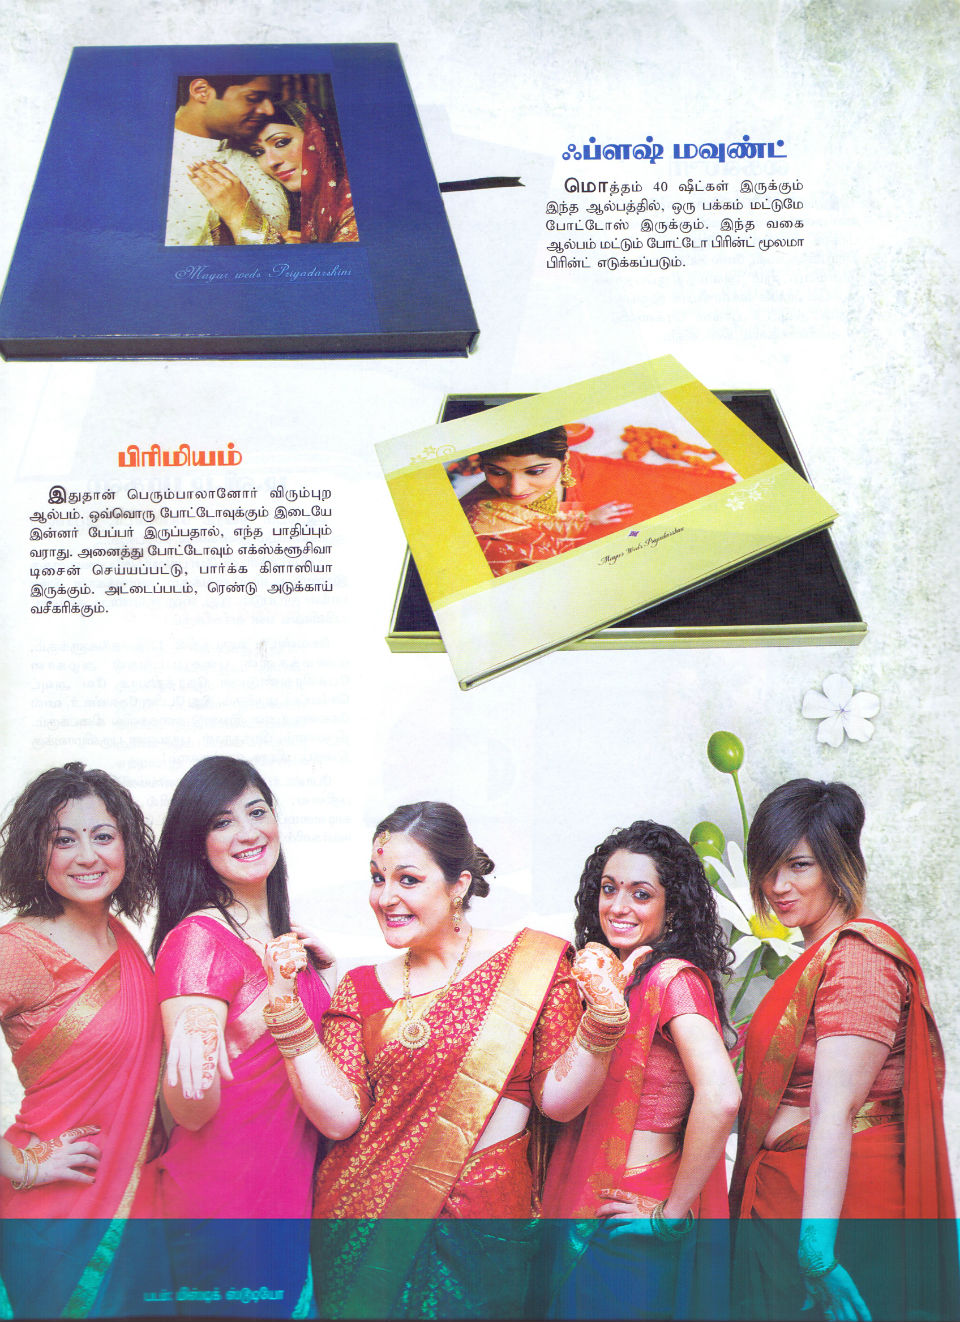 Mayur weds Priyadarshini
ஃப்ளஷ் மவுண்ட்
மொத்தம் 40 ஷீட்கள் இருக்கும்
இந்த ஆல்பத்தில், ஒரு பக்கம் மட்டுமே
போட்டோஸ் இருக்கும். இந்த வகை
ஆல்பம் மட்டும் போட்டோ பிரின்ட் மூலமா
பிரின்ட் எடுக்கப்படும்.
பிரிமியம்
இதுதான் பெரும்பாலானோர் விரும்புற
ஆல்பம். ஒவ்வொரு போட்டோவுக்கும் இடையே
இன்னர் பேப்பர் இருப்பதால், எந்த பாதிப்பும்
வராது. அனைத்து போட்டோவும் எக்ஸ்க்ளூசிவா
டிசைன் செய்யப்பட்டு, பார்க்க கிளாஸியா
இருக்கும். அட்டைப்படம், ரெண்டு அடுக்காய்
வசீகரிக்கும்.
Mayur Weds Priyadarshan
படம்: மிஸ்டிக் ஸ்டுடியோ